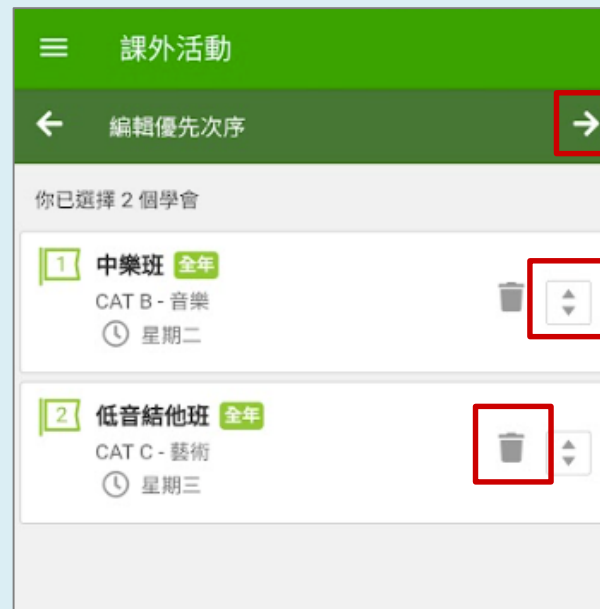 課外活動
編輯優先次序
你已選擇 2 個學會
1 中樂班 全年
CAT B - 音樂
星期二
2 低音結他班 全年
CAT C - 藝術
星期三